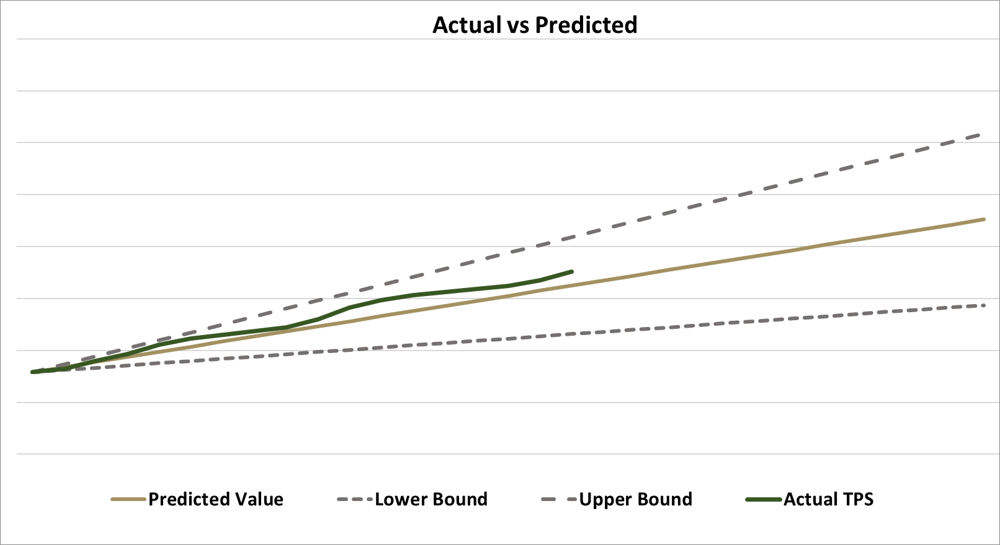 Actual vs Predicted
Predicted Value Lower Bound Upper Bound Actual TPS